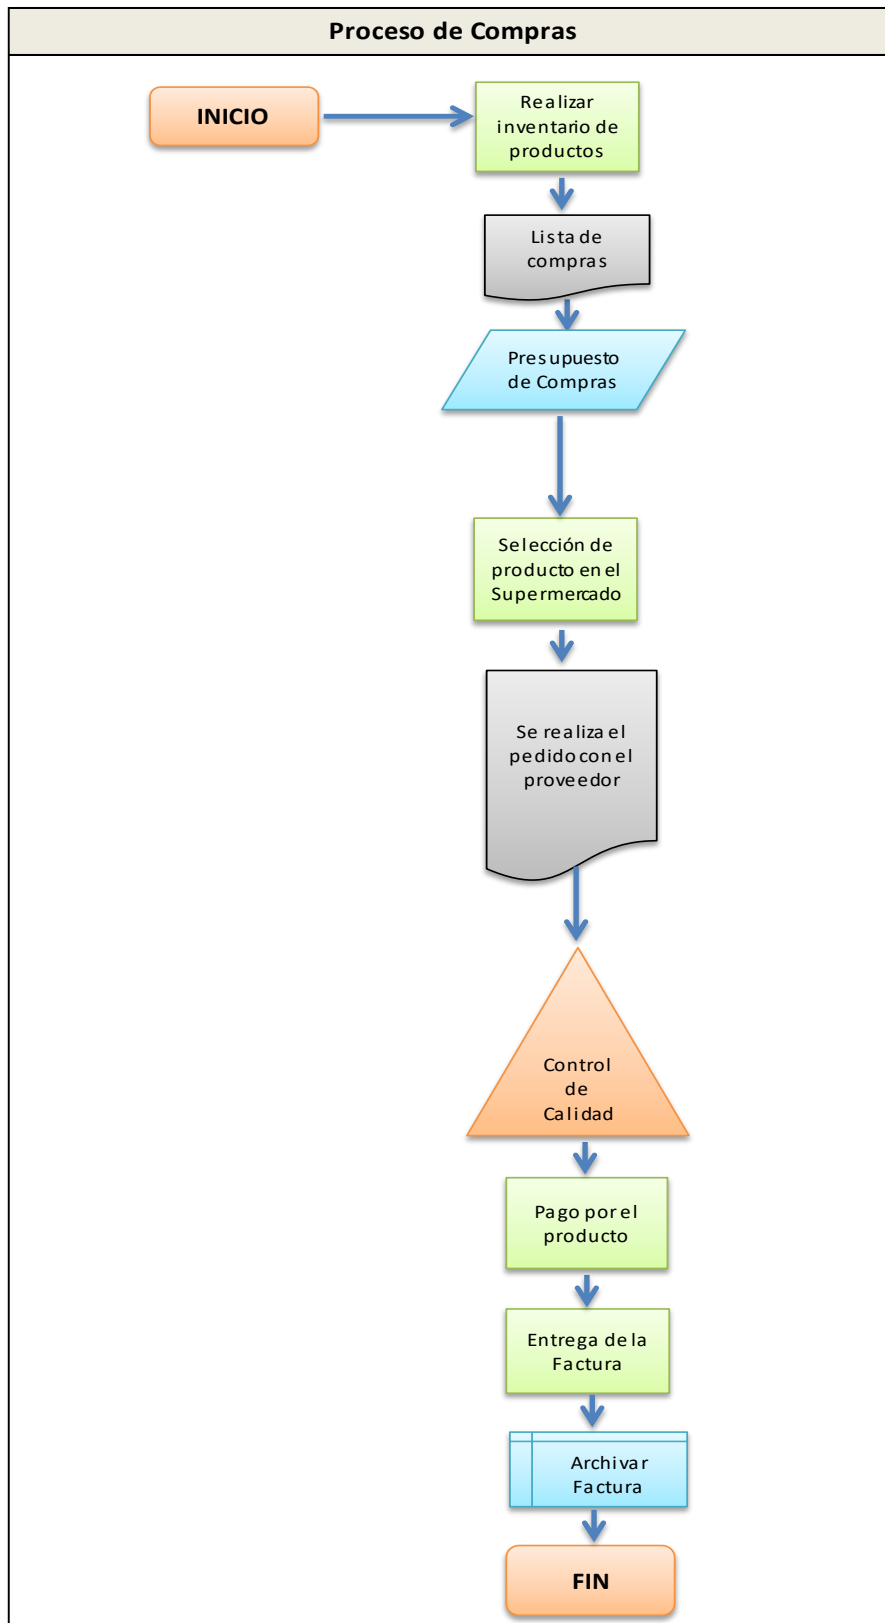 Proceso de Compras
INICIO
Realizar
inventario de
productos
Lista de
compras
Presupuesto
de Compras
Selección de
producto en el
Supermercado
Se realiza el
pedido con el
proveedor
Control
de
Calidad
Pago por el
producto
Entrega de la
Factura
Archivar
Factura
FIN